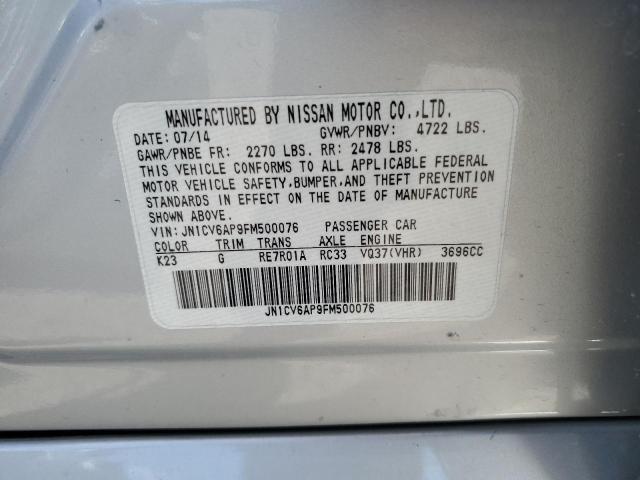 MANUFACTURED BY NISSAN MOTOR CO.,LTD.
DATE: 07/14 GVWR/PNBV: 4722 LBS.
GAWR/PNBE FR: 2270 LBS. RR: 2478 LBS.
THIS VEHICLE CONFORMS TO ALL APPLICABLE FEDERAL
MOTOR VEHICLE SAFETY,BUMPER,AND THEFT PREVENTION
STANDARDS IN EFFECT ON THE DATE OF MANUFACTURE
SHOWN ABOVE.
VIN: JN1CV6AP9FM500076 PASSENGER CAR
COLOR TRIM TRANS AXLE ENGINE
K23 G RE7R01A RC33 VQ37(VHR) 3696CC
JN1CV6AP9FM500076